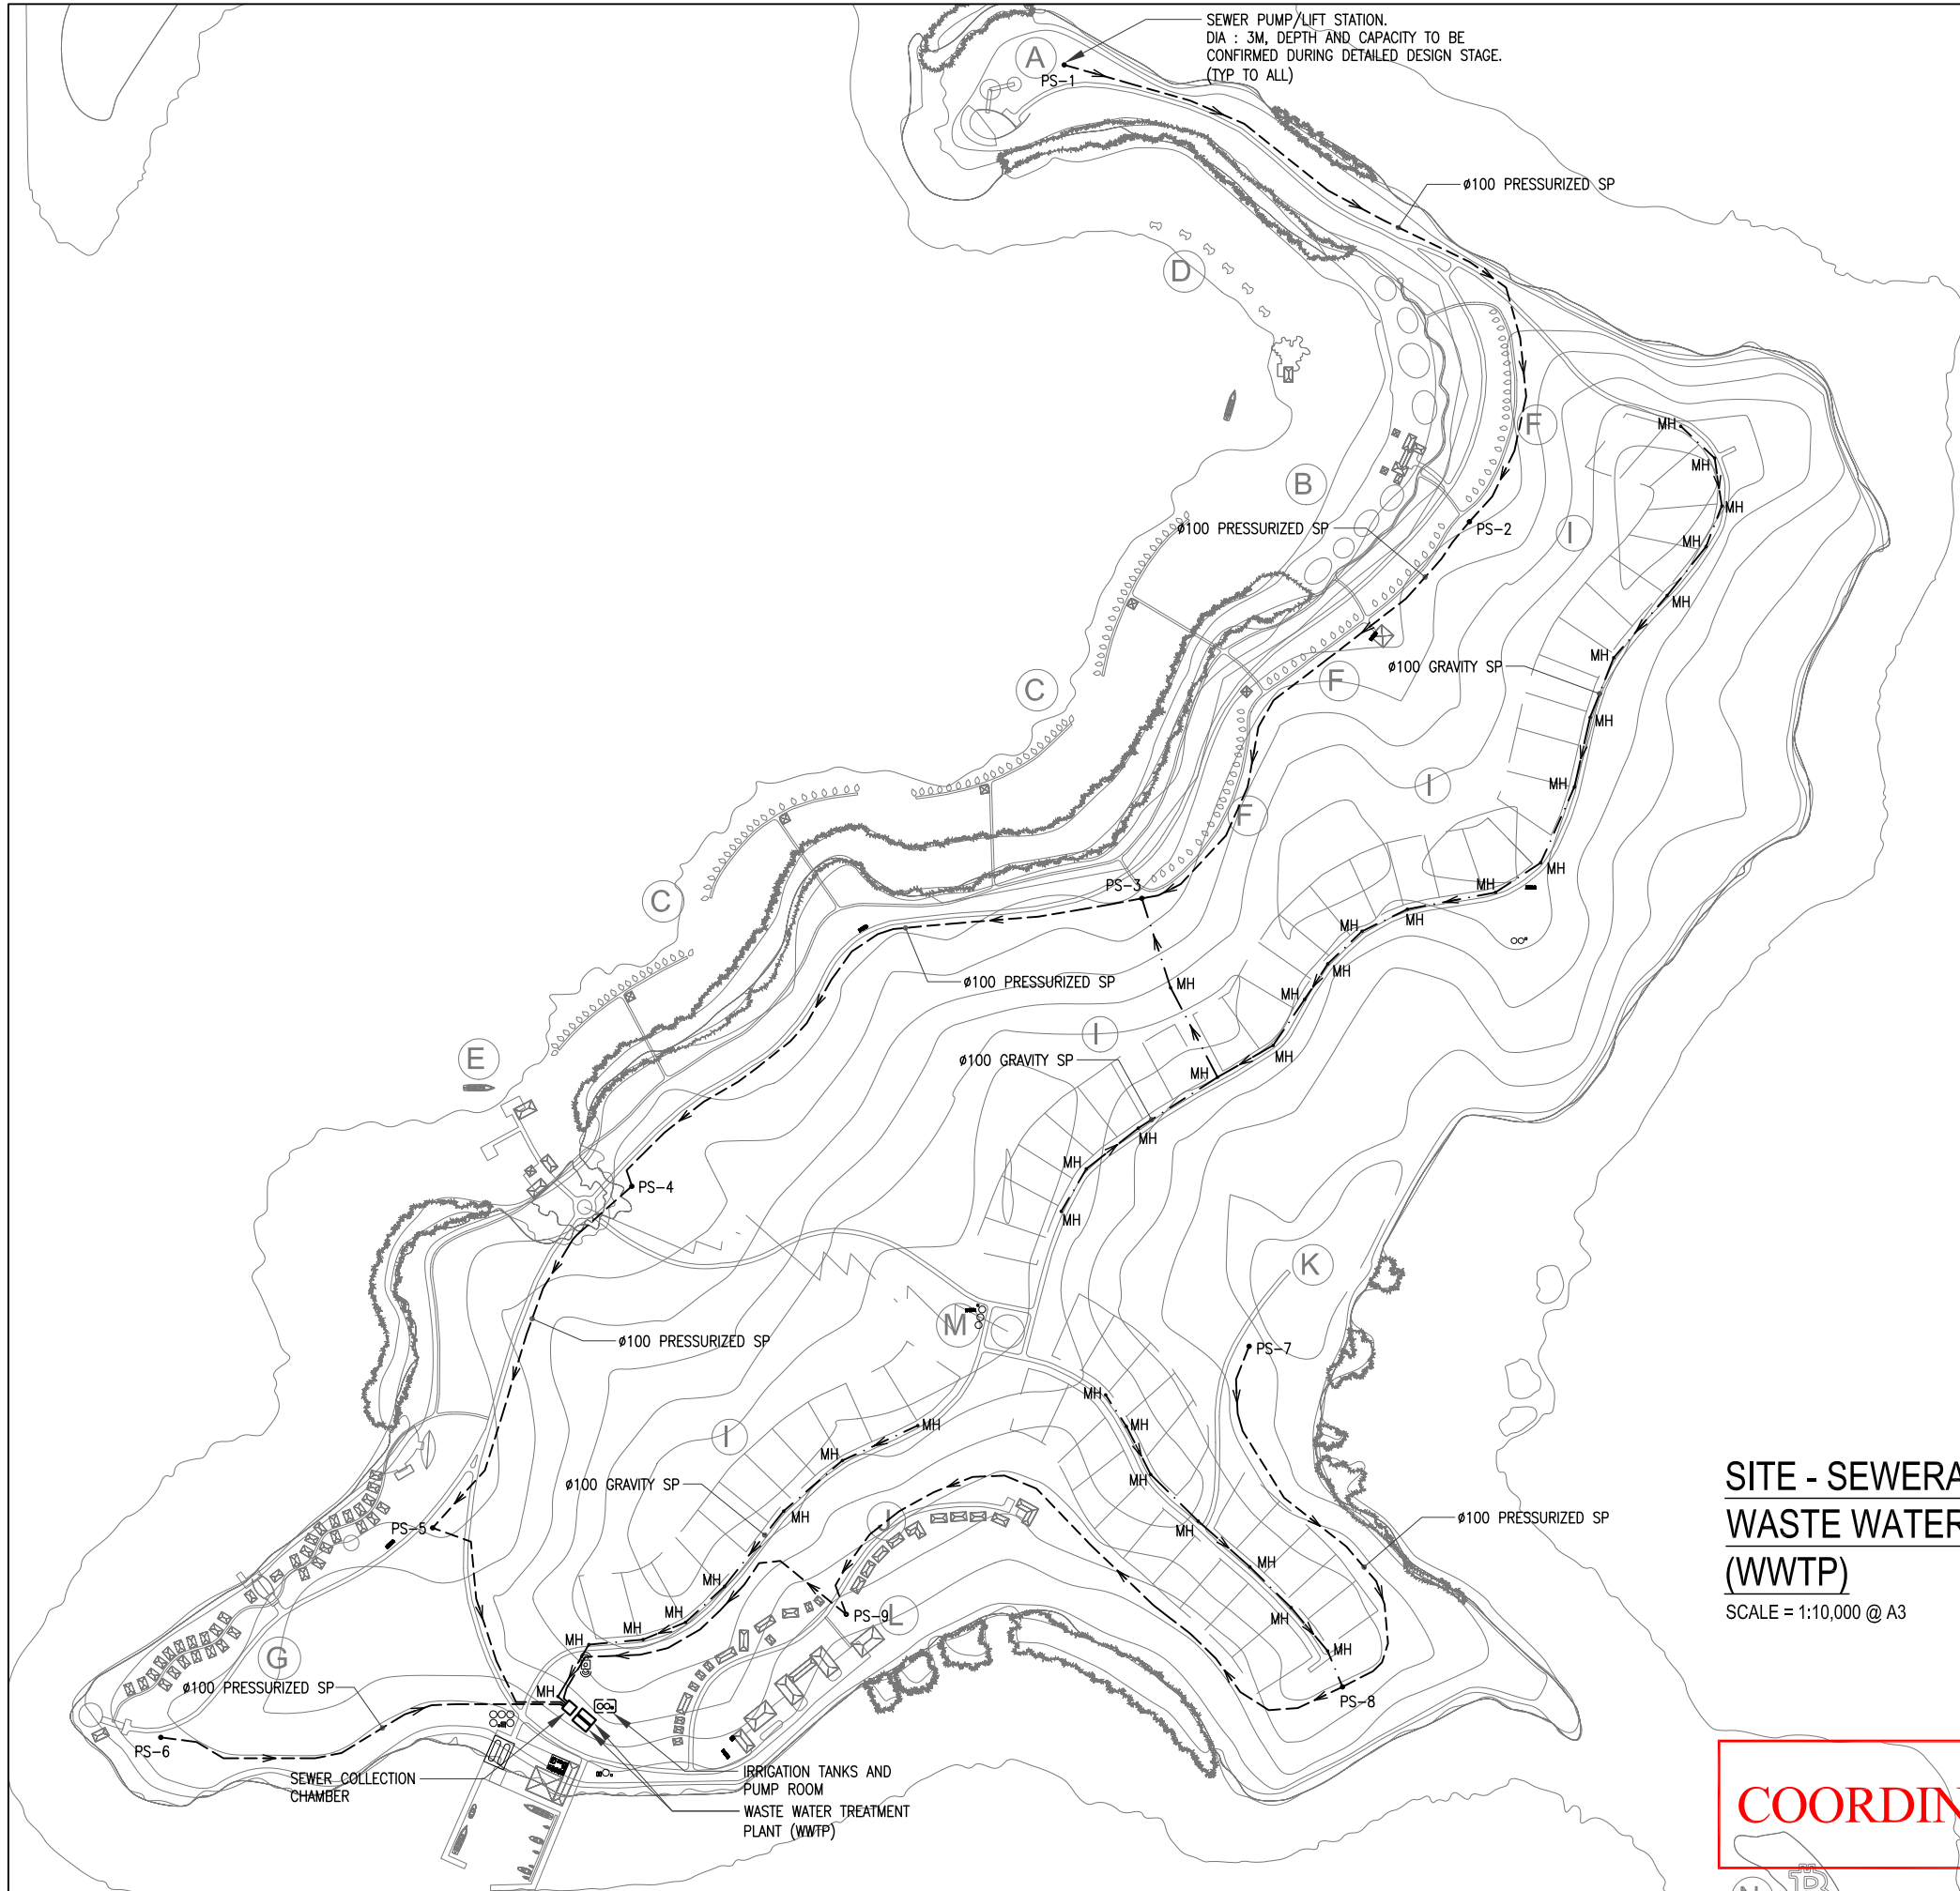 SEWER PUMP/LIFT STATION.
DIA : 3M, DEPTH AND CAPACITY TO BE
CONFIRMED DURING DETAILED DESIGN STAGE.
(TYP TO ALL)
A
PS-1
ø100 PRESSURIZED SP
D
F
MH
MH
B
MH
ø100 PRESSURIZED SP
PS-2
I
MH
MH
MH
ø100 GRAVITY SP
F
C
MH
I
MH
F
MH
PS-3
MH
C
MH
MH
MH
ø100 PRESSURIZED SP
MH
MH
I
E
ø100 GRAVITY SP
MH
MH
MH
MH
PS-4
MH
K
M
ø100 PRESSURIZED SP
PS-7
MH
I
MH
MH
MH
MH
ø100 GRAVITY SP
MH
J
ø100 PRESSURIZED SP
PS-5
MH
MH
MH
PS-9
L
MH
MH
MH
MH
MH
MH
G
ø100 PRESSURIZED SP
MH
PS-8
PS-6
SEWER COLLECTION
CHAMBER
IRRIGATION TANKS AND
PUMP ROOM
WASTE WATER TREATMENT
PLANT (WWTP)
SITE - SEWERA
WASTE WATER
(WWTP)
SCALE = 1:10,000 @ A3
COORDIN